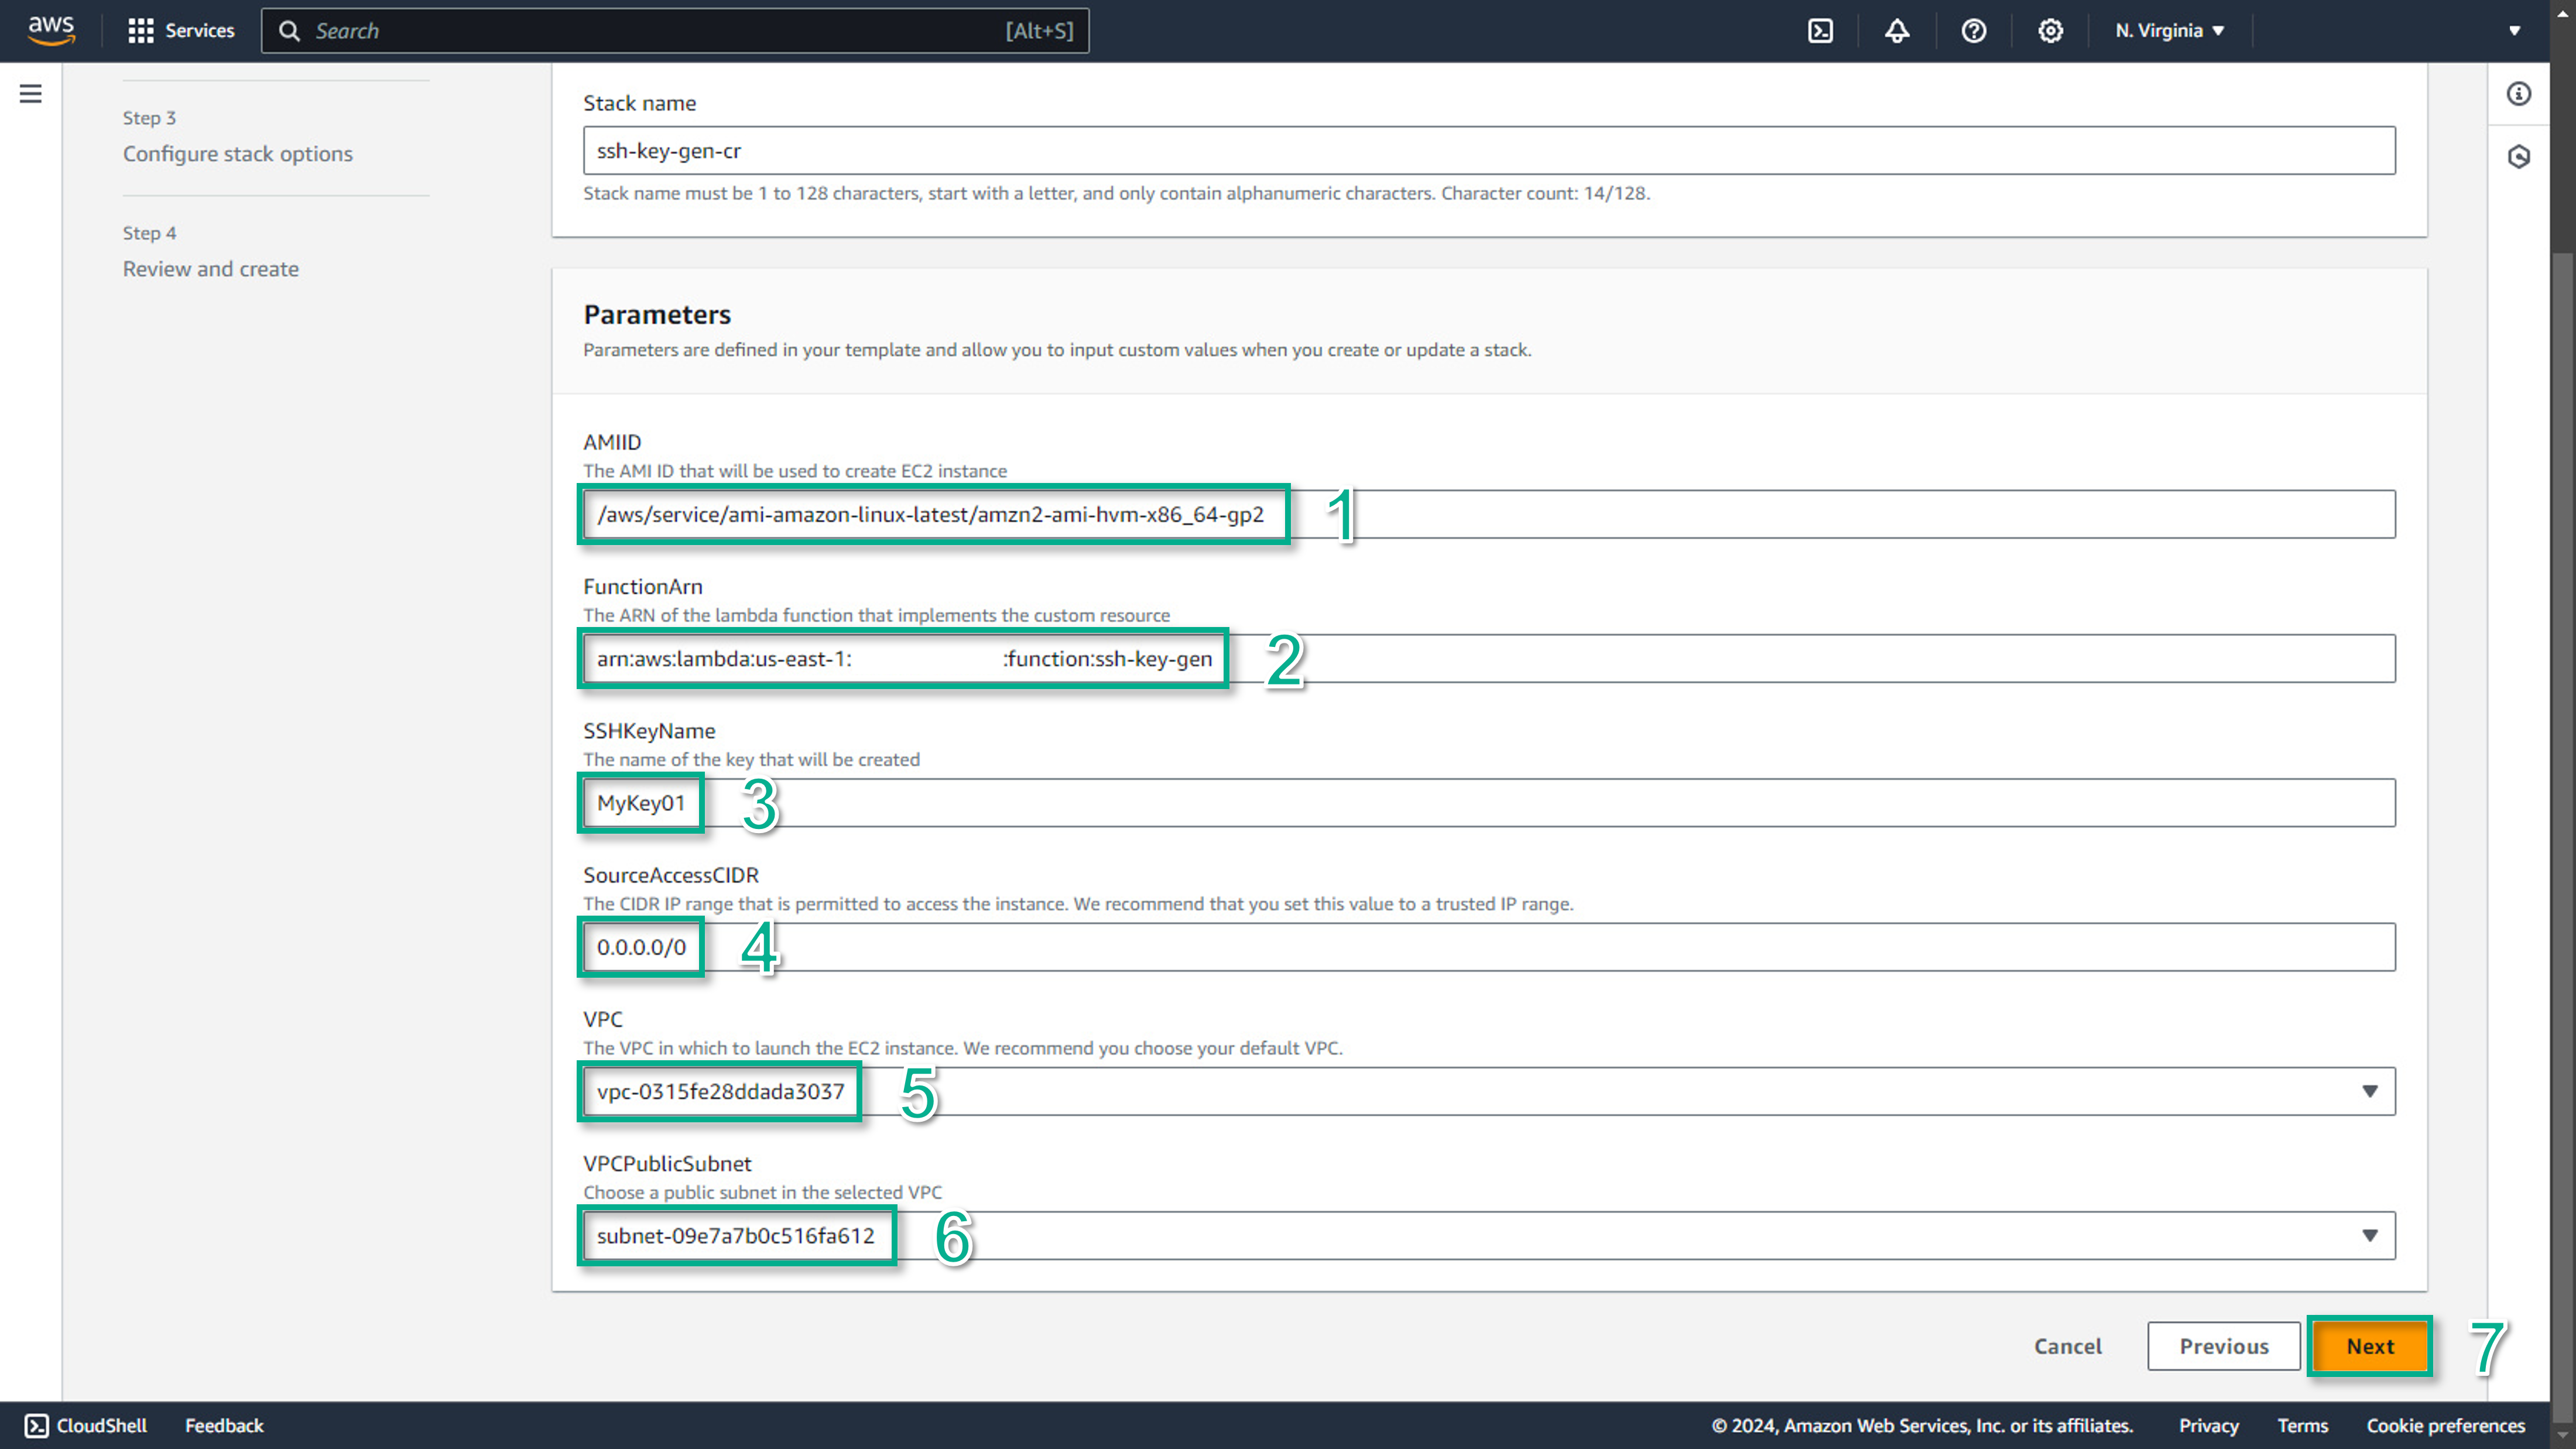 aws
Services
Search
[Alt+S]
N. Virginia
Step 3
Configure stack options
Step 4
Review and create
Stack name
ssh-key-gen-cr
Stack name must be 1 to 128 characters, start with a letter, and only contain alphanumeric characters. Character count: 14/128.
Parameters
Parameters are defined in your template and allow you to input custom values when you create or update a stack.
AMIID
The AMI ID that will be used to create EC2 instance
/aws/service/ami-amazon-linux-latest/amzn2-ami-hvm-x86_64-gp2
1
FunctionArn
The ARN of the lambda function that implements the custom resource
arn:aws:lambda:us-east-1: :function:ssh-key-gen
2
SSHKeyName
The name of the key that will be created
MyKey01
3
SourceAccessCIDR
The CIDR IP range that is permitted to access the instance. We recommend that you set this value to a trusted IP range.
0.0.0.0/0
4
VPC
The VPC in which to launch the EC2 instance. We recommend you choose your default VPC.
vpc-0315fe28ddada3037
5
VPCPublicSubnet
Choose a public subnet in the selected VPC
subnet-09e7a7b0c516fa612
6
Cancel
Previous
Next
7
CloudShell
Feedback
© 2024, Amazon Web Services, Inc. or its affiliates.
Privacy
Terms
Cookie preferences